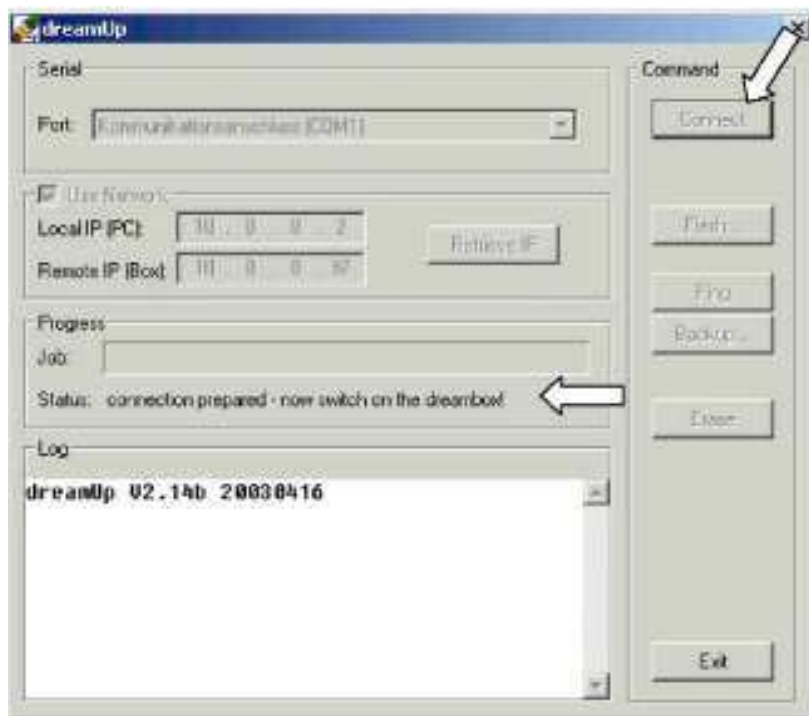 dreamUp
Serial
Port: Kommunikationsanschluss (COM1)
Use Network
Local IP (PC): 10 . 0 . 0 . 2
Retrieve IP
Remote IP (Box) 10 . 0 . 0 . 97
Progress
Job:
Status: connection prepared - now switch on the dreambox!
Log
dreamUp V2.14b 20030416
Command
Connect
Flash...
Ping
Backup...
Erase
Exit